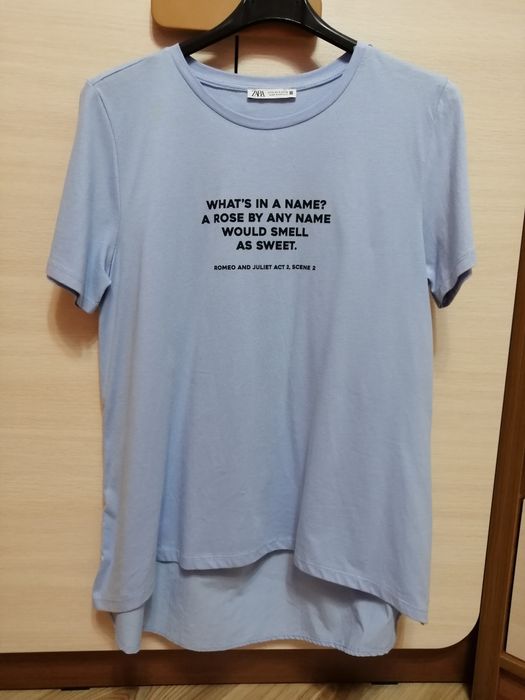 ZARA
WHAT'S IN A NAME?
A ROSE BY ANY NAME
WOULD SMELL
AS SWEET.
ROMEO AND JULIET ACT 2, SCENE 2